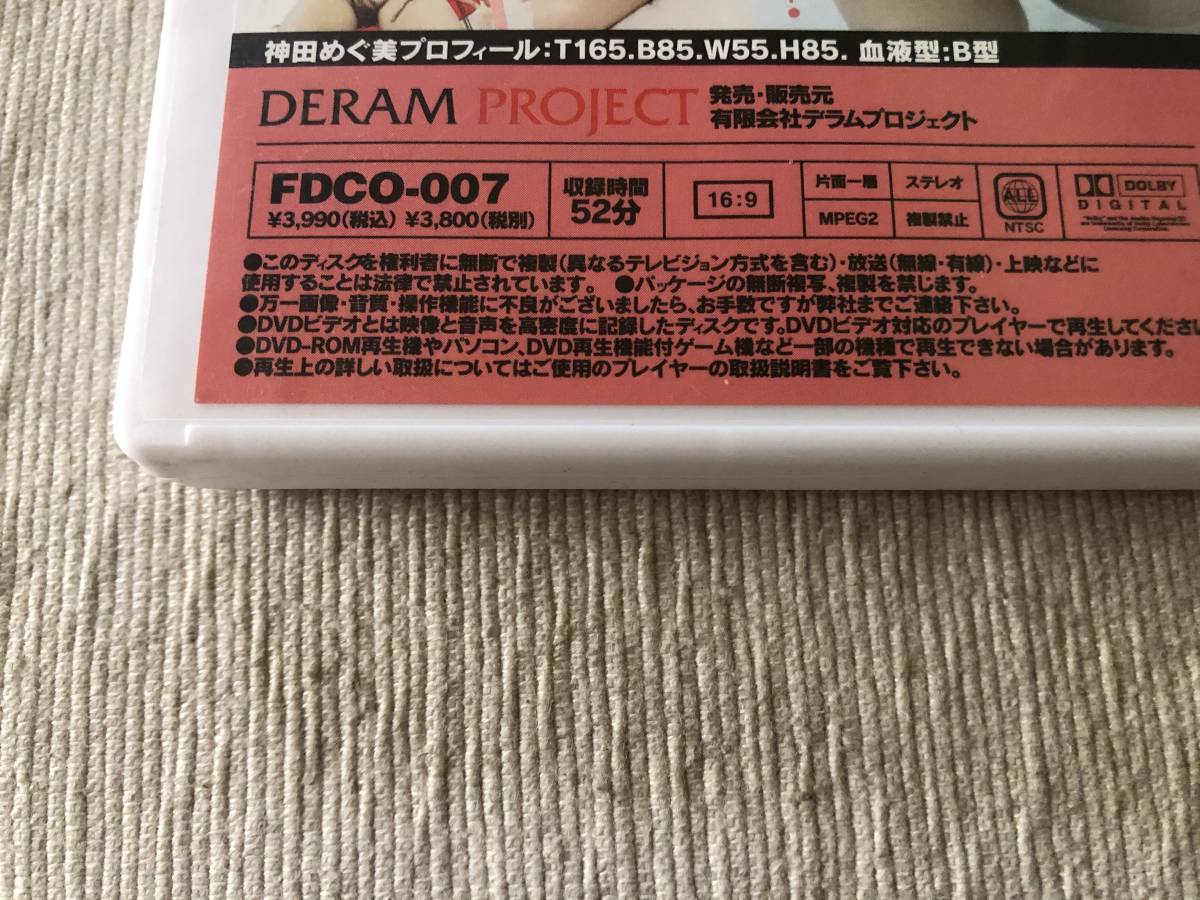 神田めぐ美プロフィール:T165.B85.W55.H85. 血液型:B型
DERAM PROJECT
発売・販売元
有限会社デラムプロジェクト
FDCO-007
¥3,990(税込) ¥3,800(税別)
収録時間
52分
16:9
片面一層
ステレオ
MPEG2
複製禁止
ALL
NTSC
DOLBY
DIGITAL
●このディスクを権利者に無断で複製(異なるテレビジョン方式を含む)・放送(無線・有線)・上映などに
使用することは法律で禁止されています。 ●パッケージの無断複写、複製を禁じます。
●万一画像・音質・操作機能に不良がございましたら、お手数ですが弊社までご連絡下さい。
●DVDビデオとは映像と音声を高密度に記録したディスクです。DVDビデオ対応のプレイヤーで再生してくださ
●DVD-ROM再生機やパソコン、DVD再生機能付ゲーム機など一部の機種で再生できない場合があります。
●再生上の詳しい取扱についてはご使用のプレイヤーの取扱説明書をご覧下さい。